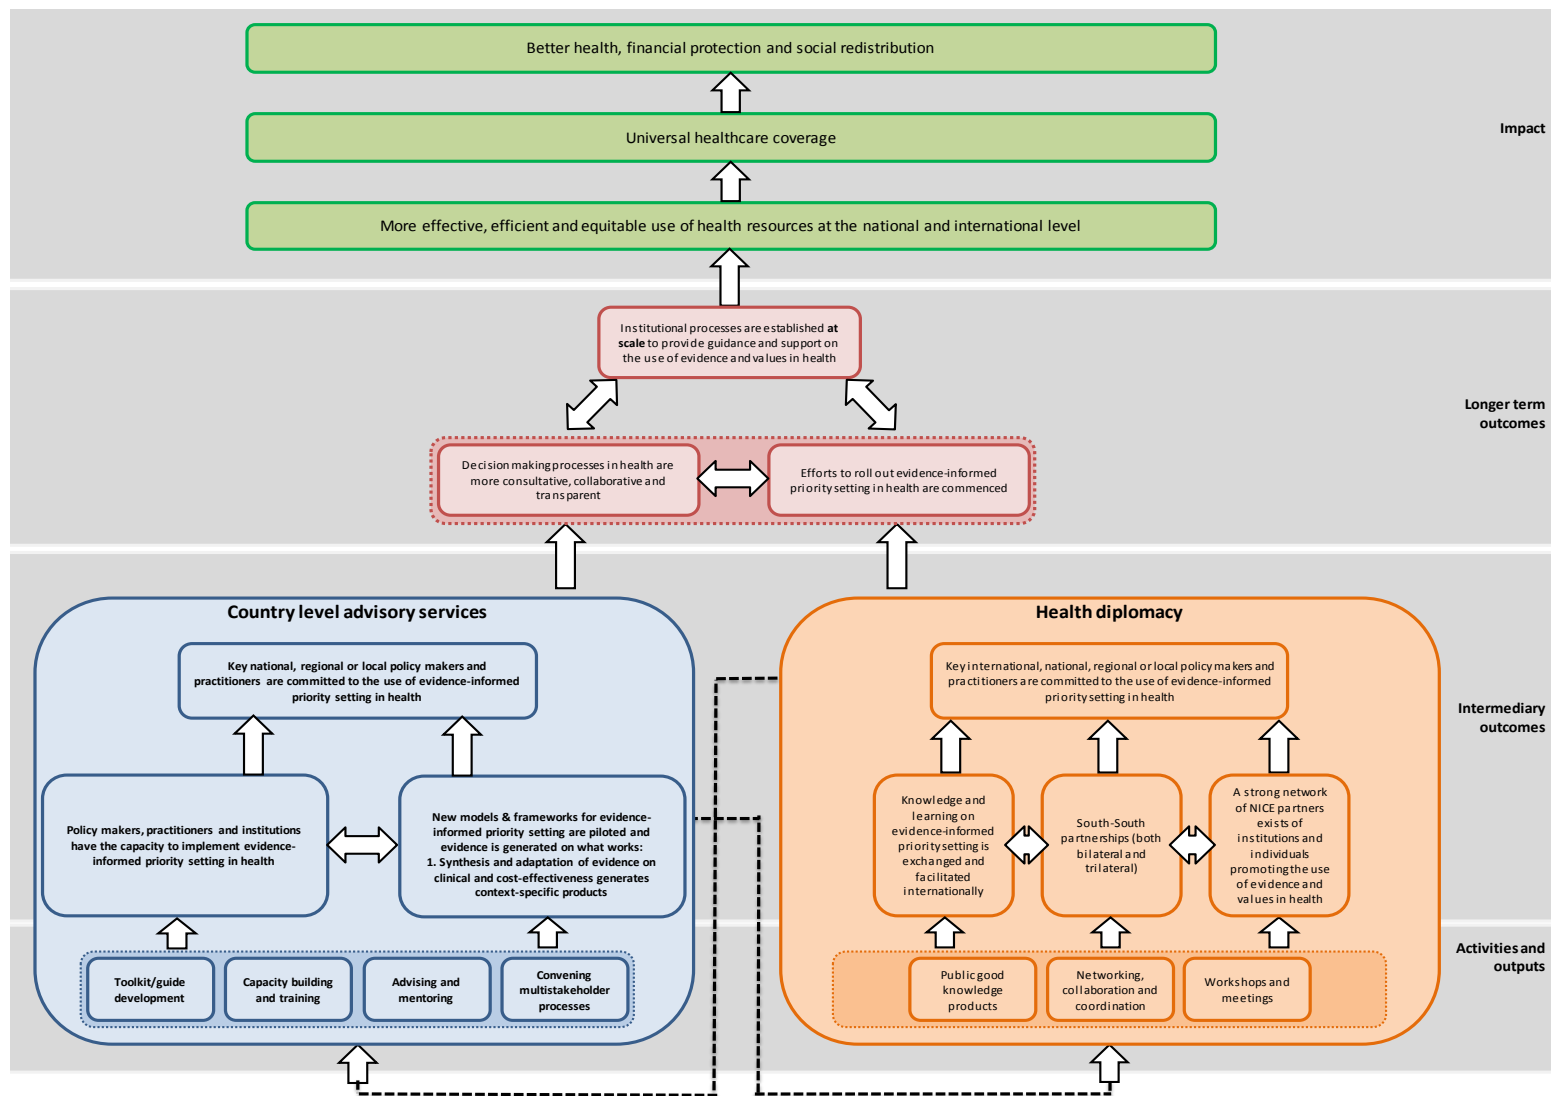 Better health, financial protection and social redistribution
Universal healthcare coverage
Impact
More effective, efficient and equitable use of health resources at the national and international level
Institutional processes are established at
scale to provide guidance and support on
the use of evidence and values in health
Longer term
outcomes
Decision making processes in health are
more consultative, collaborative and
transparent
Efforts to roll out evidence-informed
priority setting in health are commenced
Country level advisory services
Key national, regional or local policy makers and
practitioners are committed to the use of evidence-informed
priority setting in health
Policy makers, practitioners and institutions
have the capacity to implement evidence-
informed priority setting in health
New models & frameworks for evidence-
informed priority setting are piloted and
evidence is generated on what works:
1. Synthesis and adaptation of evidence on
clinical and cost-effectiveness generates
context-specific products
Toolkit/guide
development
Capacity building
and training
Advising and
mentoring
Convening
multistakeholder
processes
Health diplomacy
Key international, national, regional or local policy makers and
practitioners are committed to the use of evidence-informed
priority setting in health
Intermediary
outcomes
Knowledge and
learning on
evidence-informed
priority setting is
exchanged and
facilitated
internationally
South-South
partnerships (both
bilateral and
trilateral)
A strong network
of NICE partners
exists of
institutions and
individuals
promoting the use
of evidence and
values in health
Activities and
outputs
Public good
knowledge
products
Networking,
collaboration and
coordination
Workshops and
meetings